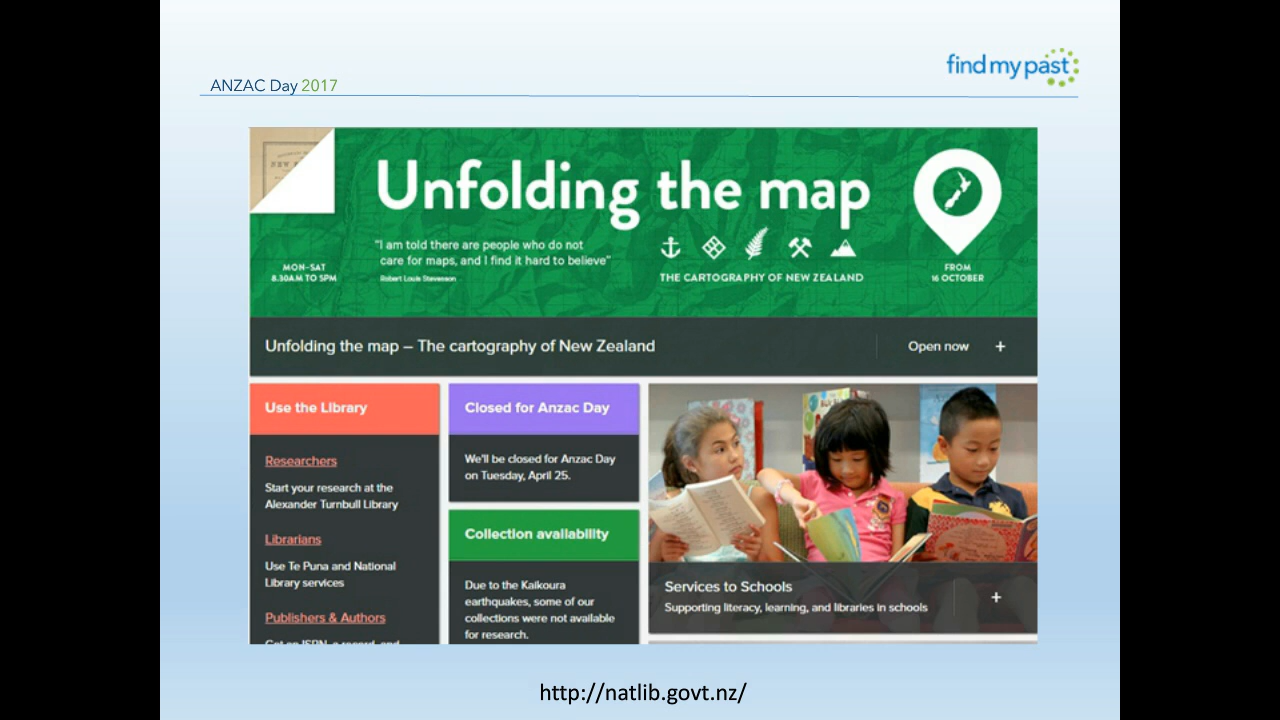 ANZAC Day 2017
findmypast
Unfolding the map
"I am told there are people who do not
care for maps, and I find it hard to believe"
Robert Louis Stevenson
MON-SAT
8.30AM TO 5PM
THE CARTOGRAPHY OF NEW ZEALAND
FROM
16 OCTOBER
Unfolding the map – The cartography of New Zealand
Open now +
Use the Library
Researchers
Start your research at the
Alexander Turnbull Library
Librarians
Use Te Puna and National
Library services
Publishers & Authors
Closed for Anzac Day
We'll be closed for Anzac Day
on Tuesday, April 25.
Collection availability
Due to the Kaikoura
earthquakes, some of our
collections were not available
for research.
Services to Schools
Supporting literacy, learning, and libraries in schools
+
http://natlib.govt.nz/